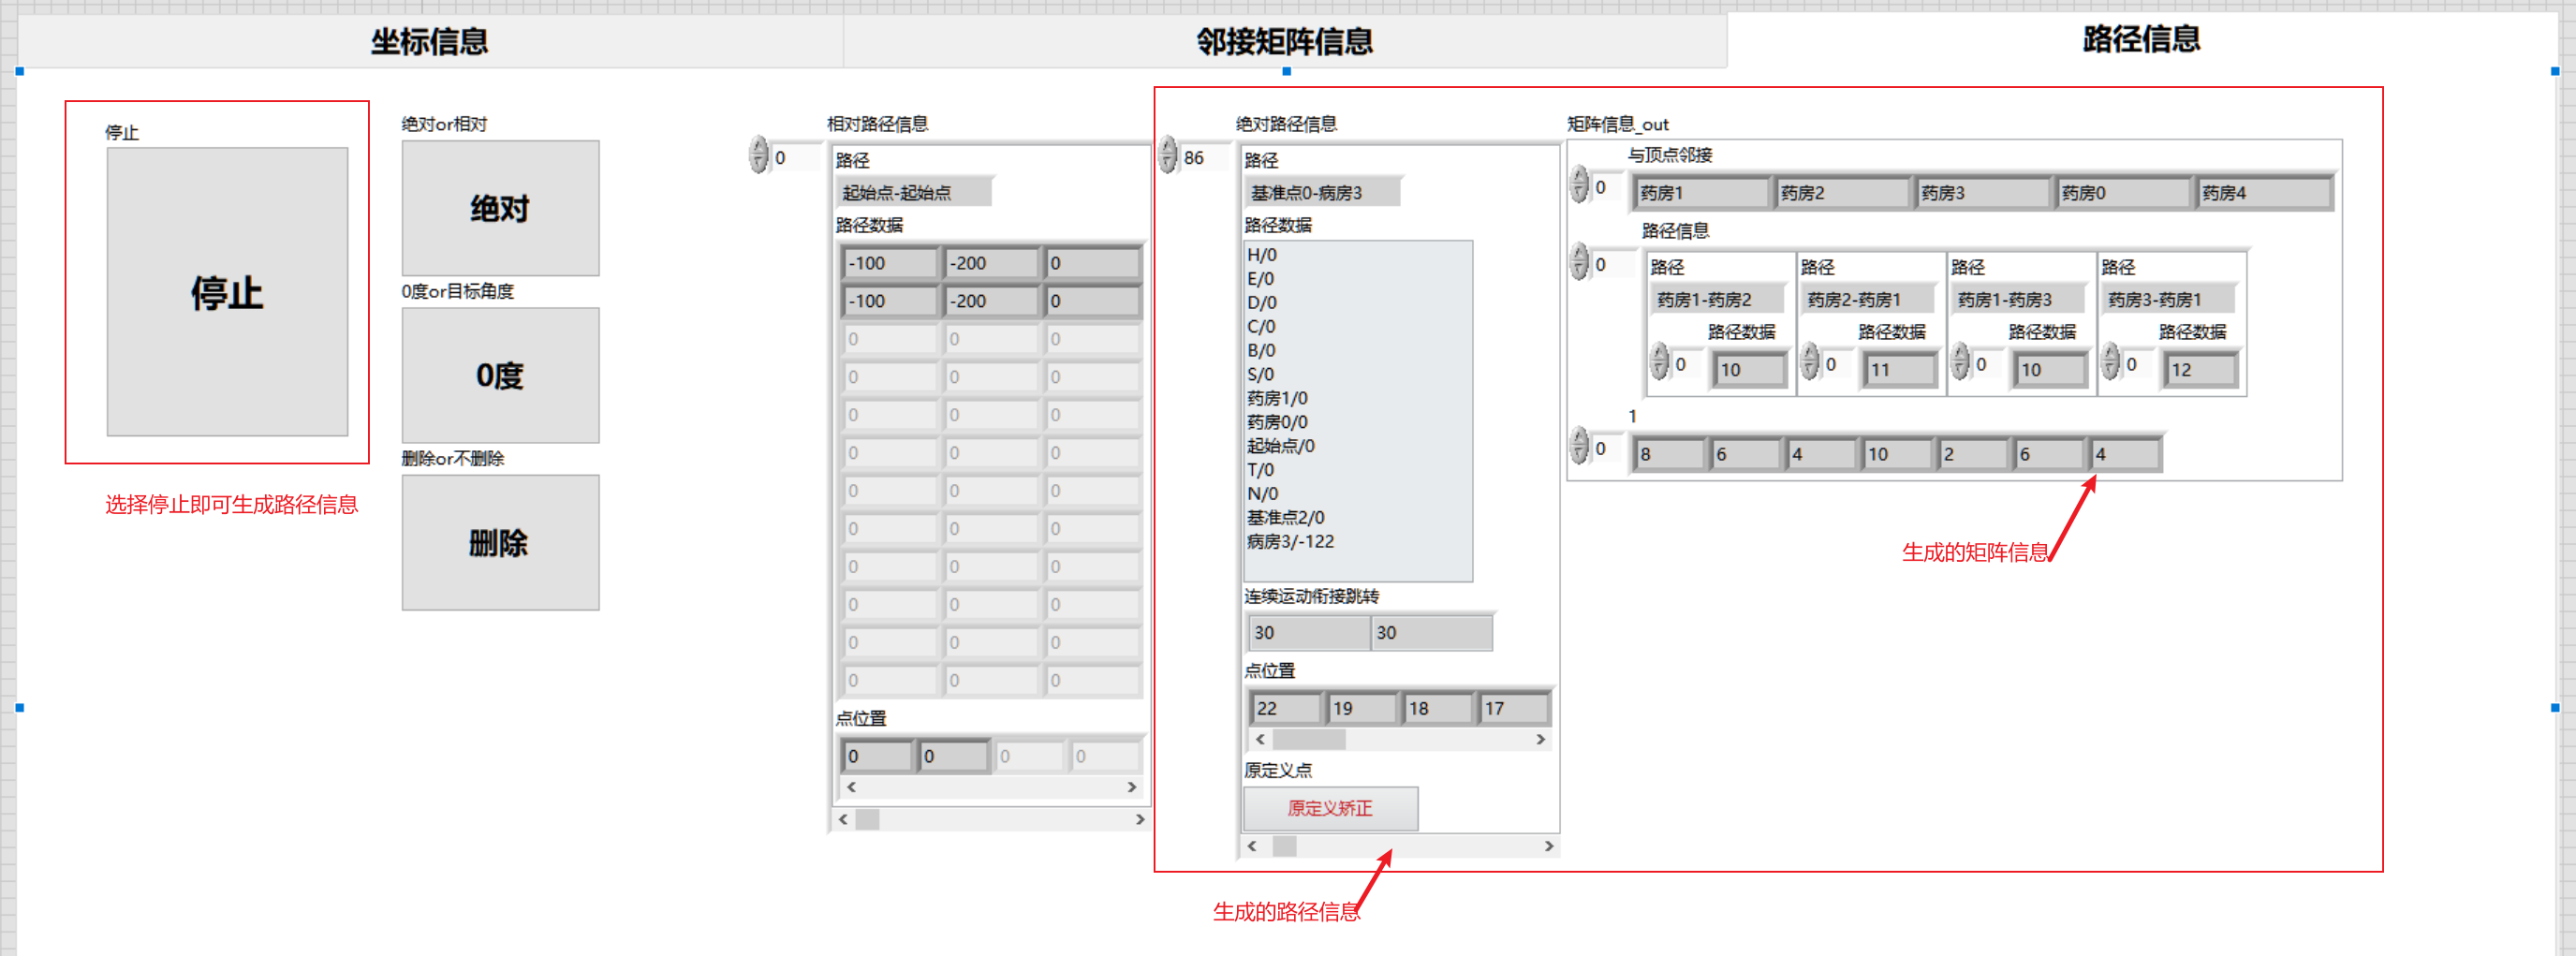 坐标信息
邻接矩阵信息
路径信息
停止
停止
选择停止即可生成路径信息
绝对or相对
绝对
0度or目标角度
0度
删除or不删除
删除
相对路径信息
0
路径
起始点-起始点
路径数据
-100 -200 0
-100 -200 0
0 0 0
0 0 0
0 0 0
0 0 0
0 0 0
0 0 0
0 0 0
0 0 0
0 0 0
0 0 0
点位置
0 0 0 0
绝对路径信息
86
路径
基准点0-病房3
路径数据
H/0
E/0
D/0
C/0
B/0
S/0
药房1/0
药房0/0
起始点/0
T/0
N/0
基准点2/0
病房3/-122
连续运动衔接跳转
30 30
点位置
22 19 18 17
原定义点
原定义矫正
生成的路径信息
矩阵信息_out
与顶点邻接
0 药房1 药房2 药房3 药房0 药房4
路径信息
0
路径 路径 路径 路径
药房1-药房2 药房2-药房1 药房1-药房3 药房3-药房1
路径数据 路径数据 路径数据 路径数据
0 10 0 11 0 10 0 12
1
0 8 6 4 10 2 6 4
生成的矩阵信息